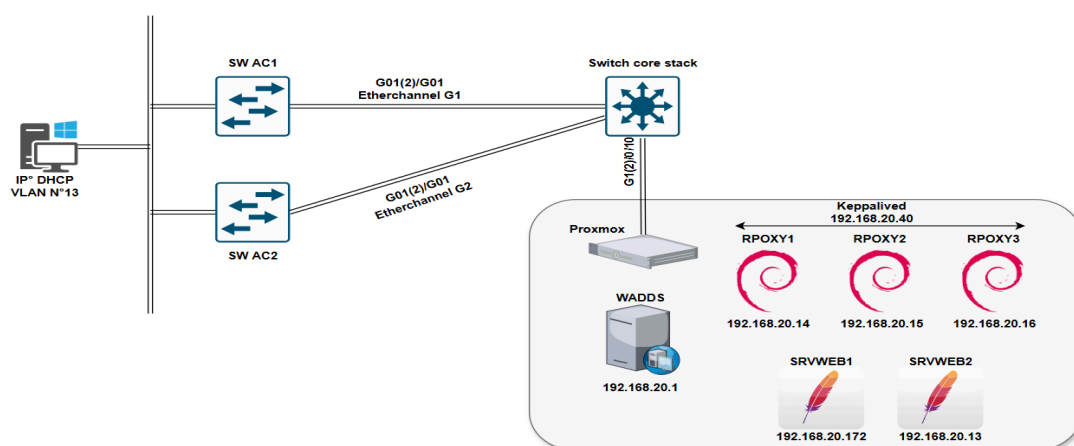 SW AC1
G01(2)/G01
Etherchannel G1
Switch core stack
IP° DHCP
VLAN N°13
G01(2)/G01
Etherchannel G2
G1(2)/0/10
SW AC2
Keppalived
192.168.20.40
Proxmox
RPOXY1
RPOXY2
RPOXY3
192.168.20.14
192.168.20.15
192.168.20.16
WADDS
192.168.20.1
SRVWEB1
SRVWEB2
192.168.20.172
192.168.20.13